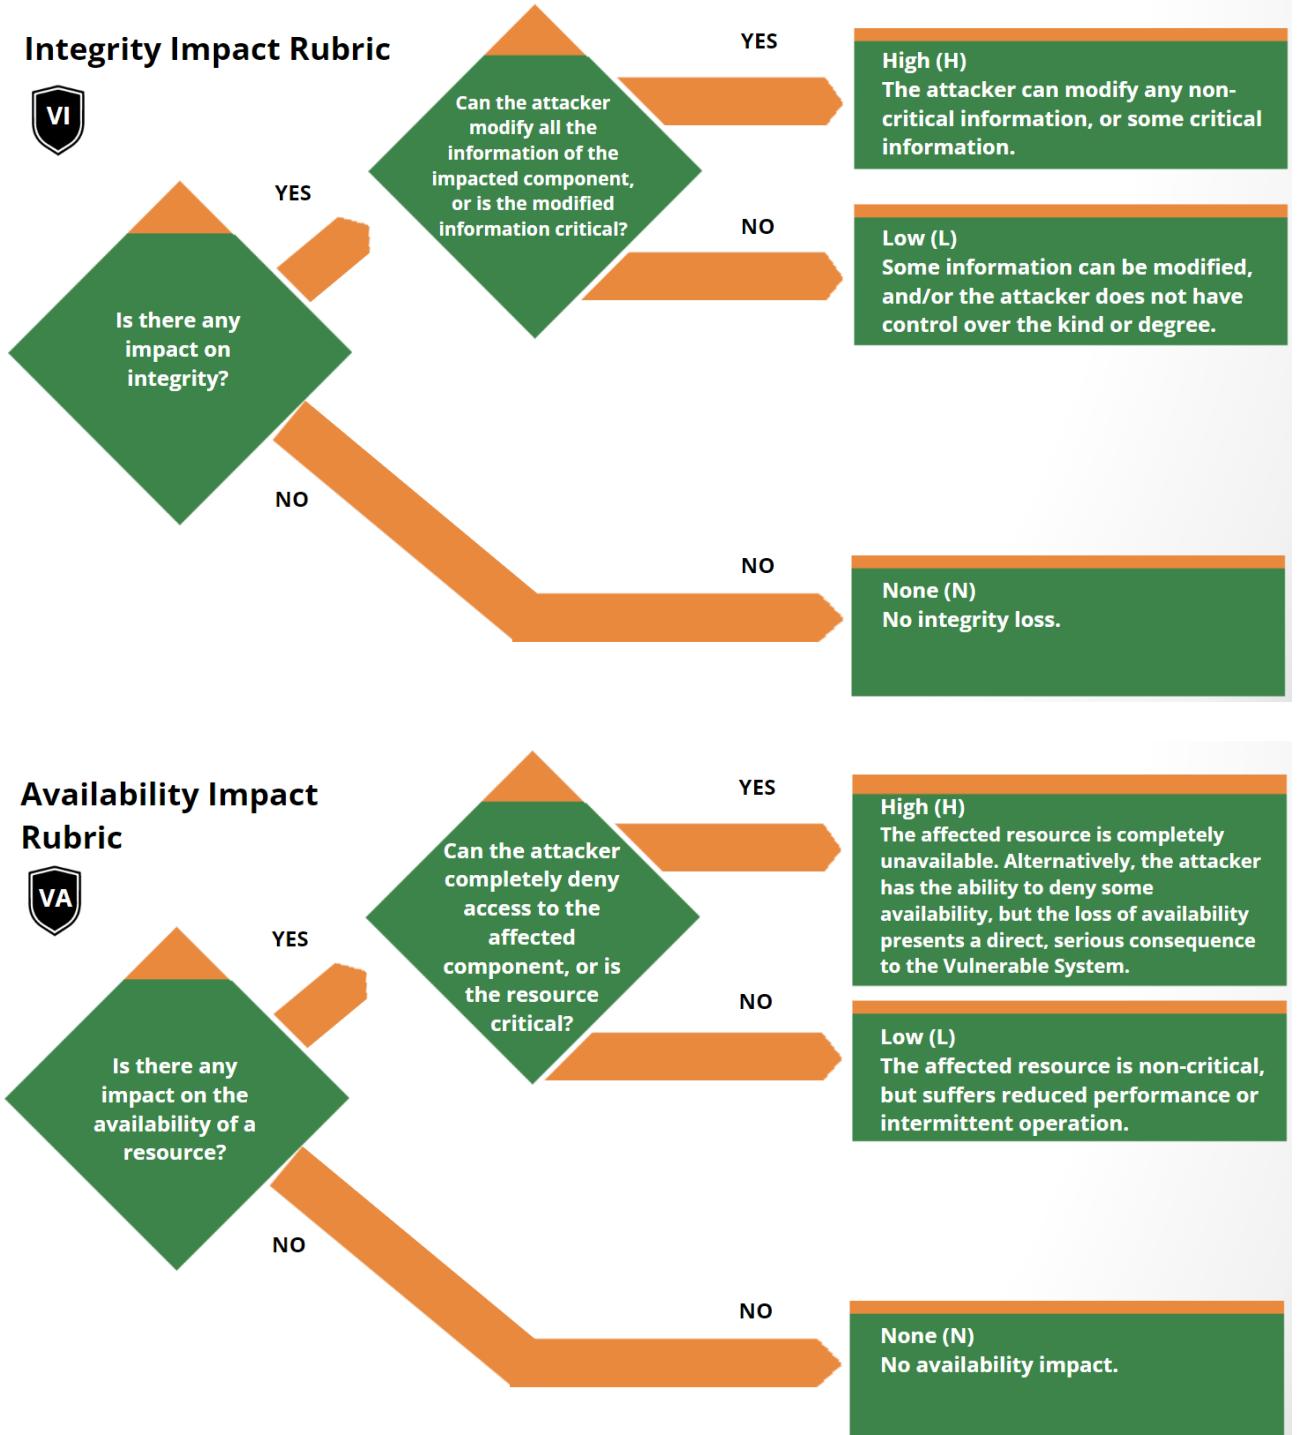 Integrity Impact Rubric
VI
Is there any
impact on
integrity?
YES
NO
Can the attacker
modify all the
information of the
impacted component,
or is the modified
information critical?
YES
High (H)
The attacker can modify any non-
critical information, or some critical
information.
NO
Low (L)
Some information can be modified,
and/or the attacker does not have
control over the kind or degree.
NO
None (N)
No integrity loss.
Availability Impact
Rubric
VA
Is there any
impact on the
availability of a
resource?
YES
NO
Can the attacker
completely deny
access to the
affected
component, or is
the resource
critical?
YES
High (H)
The affected resource is completely
unavailable. Alternatively, the attacker
has the ability to deny some
availability, but the loss of availability
presents a direct, serious consequence
to the Vulnerable System.
NO
Low (L)
The affected resource is non-critical,
but suffers reduced performance or
intermittent operation.
NO
None (N)
No availability impact.